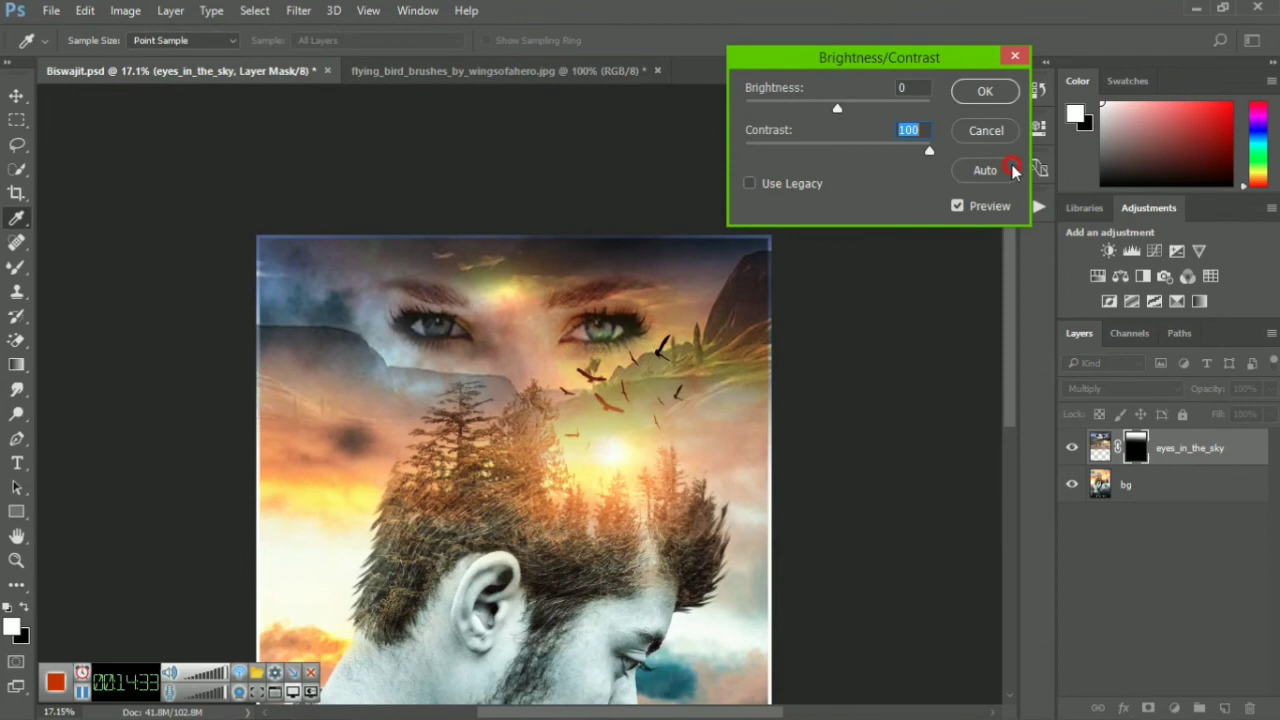 Ps File Edit Image Layer Type Select Filter 3D View Window Help
Sample Size: Point Sample Sample: All Layers Show Sampling Ring
Biswajit.psd @ 17.1% (eyes_in_the_sky, Layer Mask/8) * × flying_bird_brushes_by_wingsofahero.jpg @ 100% (RGB/8) * ×
Brightness/Contrast
Brightness: 0 OK
Contrast: 100 Cancel
Auto
Use Legacy
Preview
Color Swatches
Libraries Adjustments
Add an adjustment
Layers Channels Paths
Kind
Multiply Opacity: 100%
Lock: Fill: 100%
eyes_in_the_sky
bg
00:14:33
17.15% Doc: 41.8M/102.8M